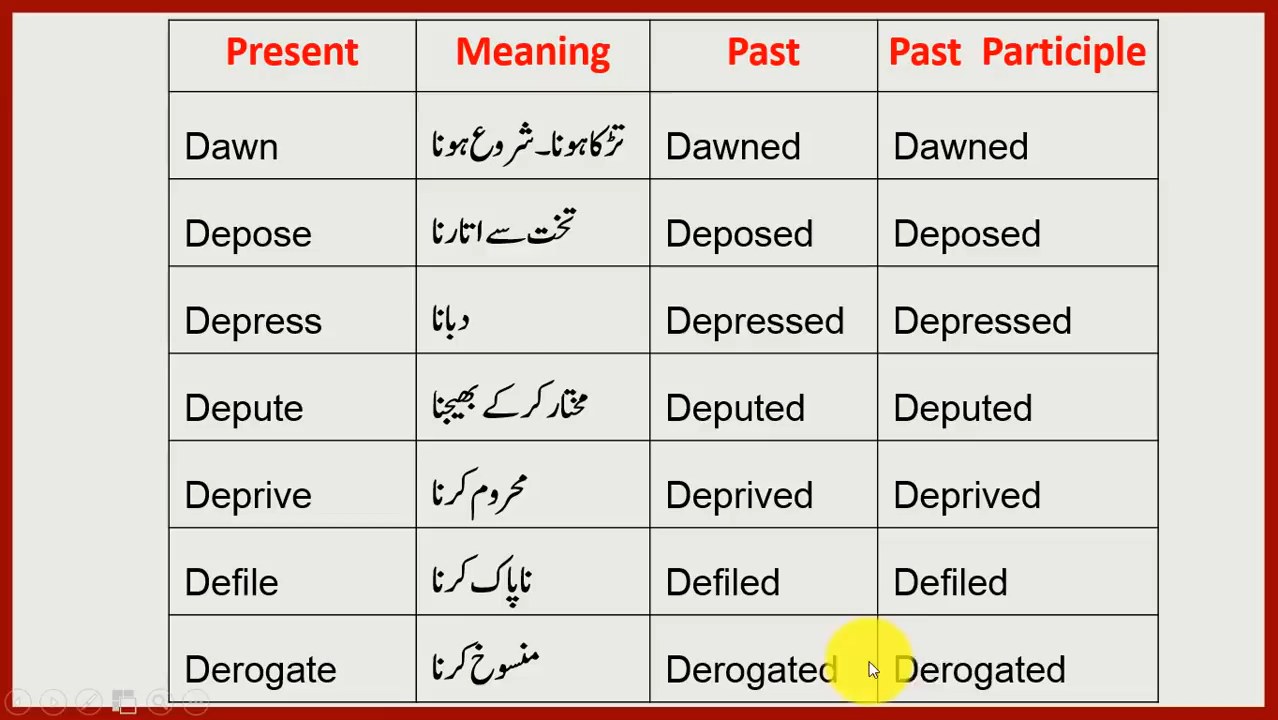 Present Meaning Past Past Participle
Dawn تڑکا ہونا۔ شروع ہونا Dawned Dawned
Depose تخت سے اتارنا Deposed Deposed
Depress دبانا Depressed Depressed
Depute مختار کر کے بھیجنا Deputed Deputed
Deprive محروم کرنا Deprived Deprived
Defile ناپاک کرنا Defiled Defiled
Derogate منسوخ کرنا Derogated Derogated